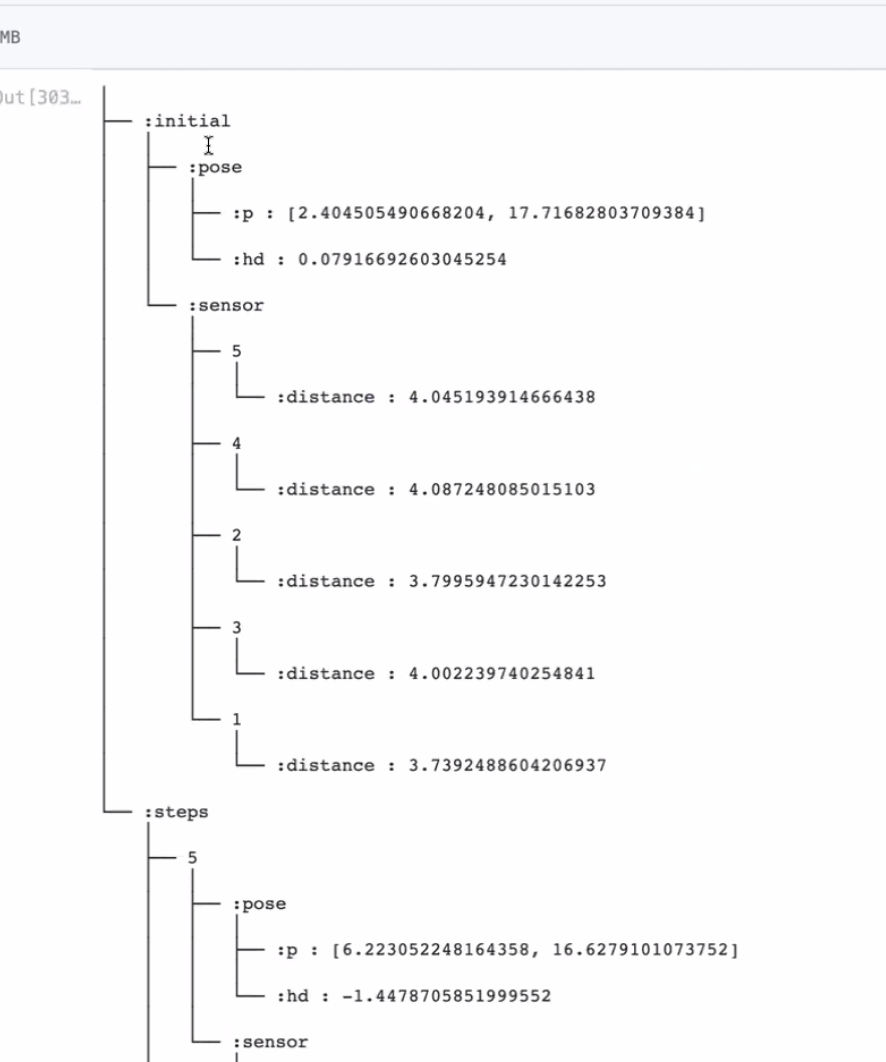 MB
Out[303…
:initial
:pose
:p : [2.404505490668204, 17.71682803709384]
:hd : 0.07916692603045254
:sensor
5
:distance : 4.045193914666438
4
:distance : 4.087248085015103
2
:distance : 3.7995947230142253
3
:distance : 4.002239740254841
1
:distance : 3.7392488604206937
:steps
5
:pose
:p : [6.223052248164358, 16.6279101073752]
:hd : -1.4478705851999552
:sensor